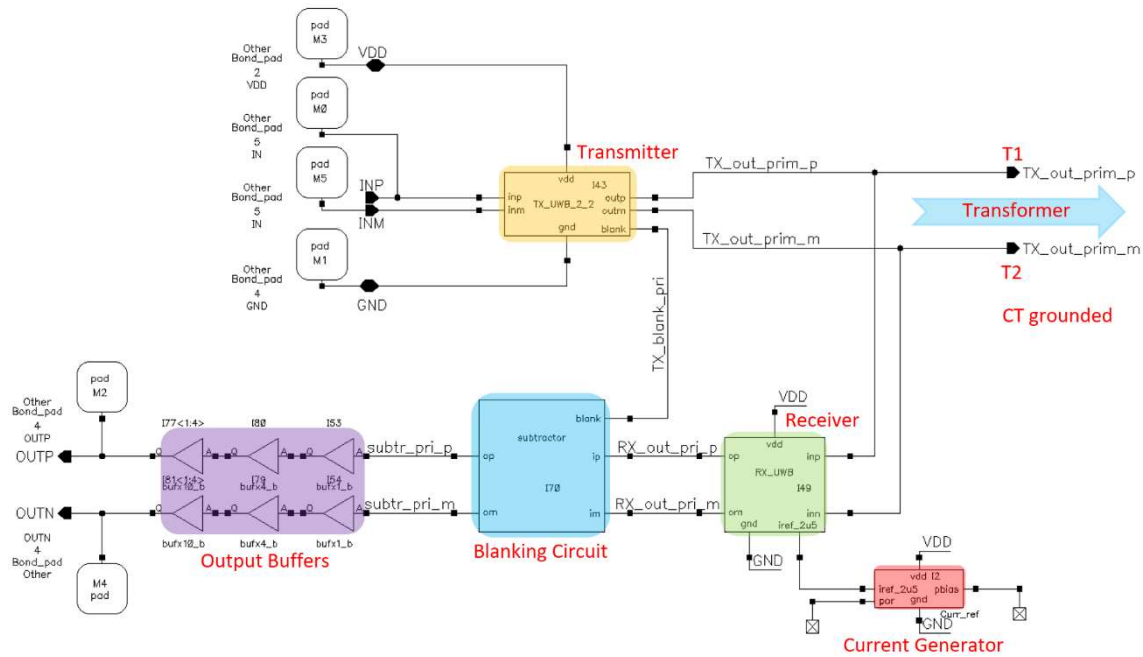 pad
M3
Other
Bond_pad
2
VDD
VDD
pad
M0
Other
Bond_pad
5
IN
pad
M5
Other
Bond_pad
5
IN
INP
INM
pad
M1
Other
Bond_pad
4
GND
GND
Transmitter
vdd
I43
inp
outp
TX_UWB_2_2
inm
outm
gnd
blank
TX_out_prim_p
TX_out_prim_m
TX_blank_pri
T1
TX_out_prim_p
Transformer
TX_out_prim_m
T2
CT grounded
pad
M2
Other
Bond_pad
4
OUTP
OUTP
I77<1:4>
I80
I53
Q
A
Q
A
Q
A
I81<1:4>
I79
I54
bufx10_b
bufx4_b
bufx1_b
Q
A
Q
A
Q
A
bufx10_b
bufx4_b
bufx1_b
OUTN
OUTN
4
Bond_pad
Other
M4
pad
Output Buffers
subtr_pri_p
subtr_pri_m
blank
subtractor
op
ip
I70
om
im
Blanking Circuit
RX_out_pri_p
RX_out_pri_m
VDD
Receiver
vdd
op
inp
RX_UWB
I49
om
inn
gnd
iref_2u5
GND
VDD
vdd
I2
iref_2u5
pbias
por
gnd
Curr_ref
GND
Current Generator